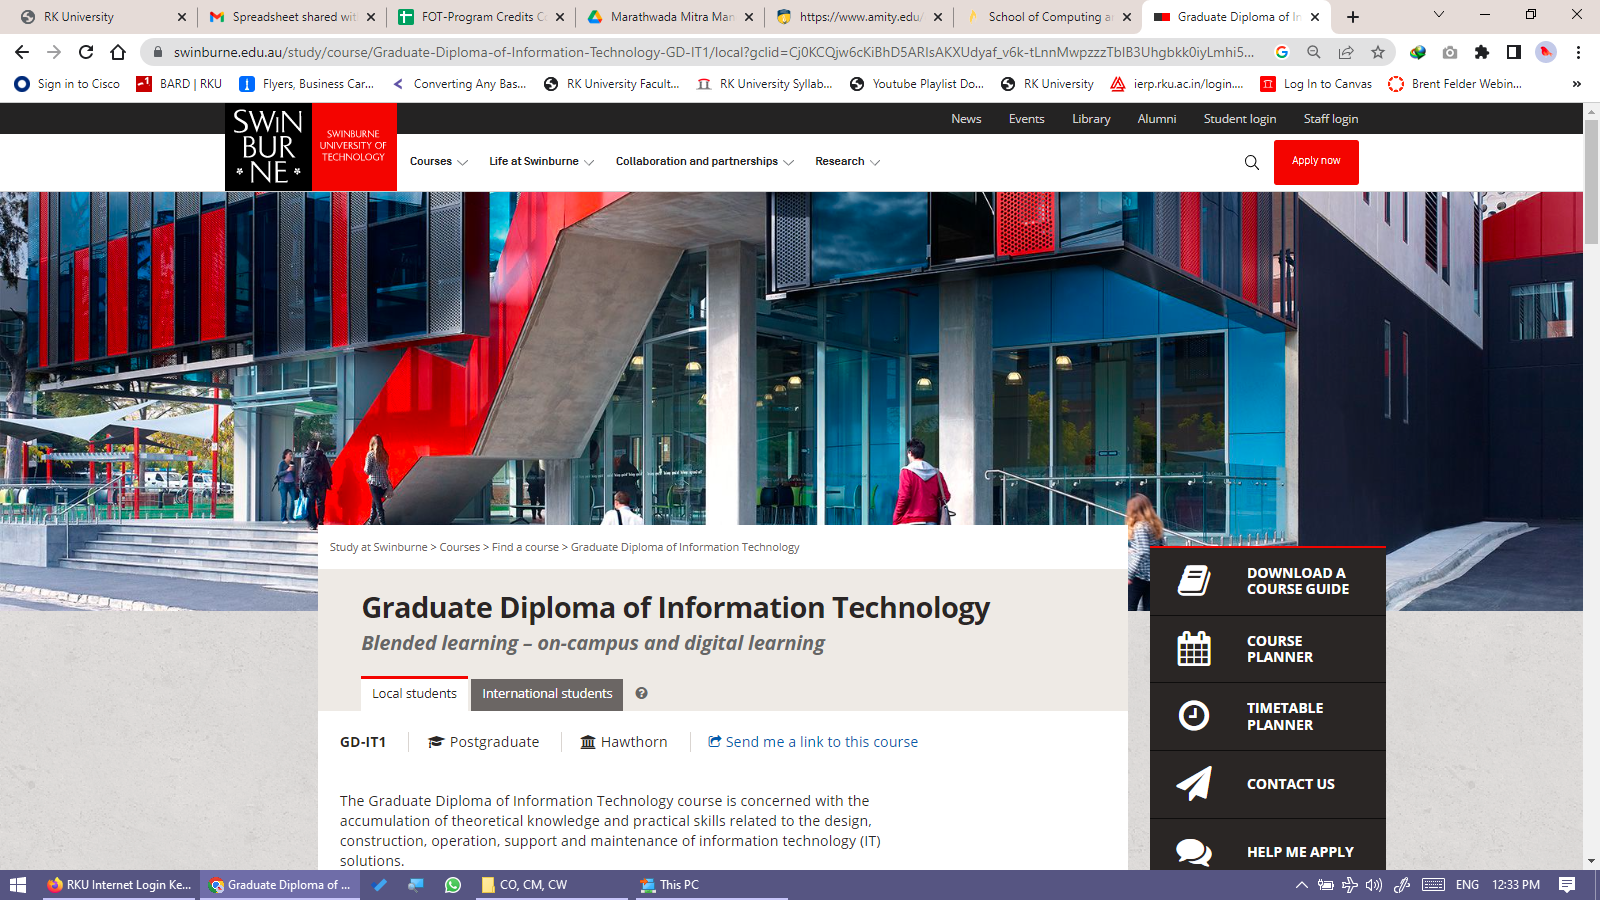 RK University
Spreadsheet shared wit
FOT-Program Credits C
Marathwada Mitra Man
https://www.amity.edu/
School of Computing a
Graduate Diploma of In
swinburne.edu.au/study/course/Graduate-Diploma-of-Information-Technology-GD-IT1/local?gclid=Cj0KCQjw6cKiBhD5ARIsAKXUdyaf_v6k-tLnnMwpzzzTbIB3Uhgbkk0iyLmhi5...
Sign in to Cisco
BARD | RKU
Flyers, Business Car...
Converting Any Bas...
RK University Facult...
RK University Syllab...
Youtube Playlist Do...
RK University
ierp.rku.ac.in/login....
Log In to Canvas
Brent Felder Webin...
»
News
Events
Library
Alumni
Student login
Staff login
SWIN
BUR
NE
SWINBURNE
UNIVERSITY OF
TECHNOLOGY
Courses
Life at Swinburne
Collaboration and partnerships
Research
Apply now
Study at Swinburne > Courses > Find a course > Graduate Diploma of Information Technology
Graduate Diploma of Information Technology
Blended learning – on-campus and digital learning
Local students
International students
?
GD-IT1
Postgraduate
Hawthorn
Send me a link to this course
The Graduate Diploma of Information Technology course is concerned with the
accumulation of theoretical knowledge and practical skills related to the design,
construction, operation, support and maintenance of information technology (IT)
solutions.
DOWNLOAD A
COURSE GUIDE
COURSE
PLANNER
TIMETABLE
PLANNER
CONTACT US
HELP ME APPLY
RKU Internet Login Ke...
Graduate Diploma of ...
CO, CM, CW
This PC
ENG
12:33 PM